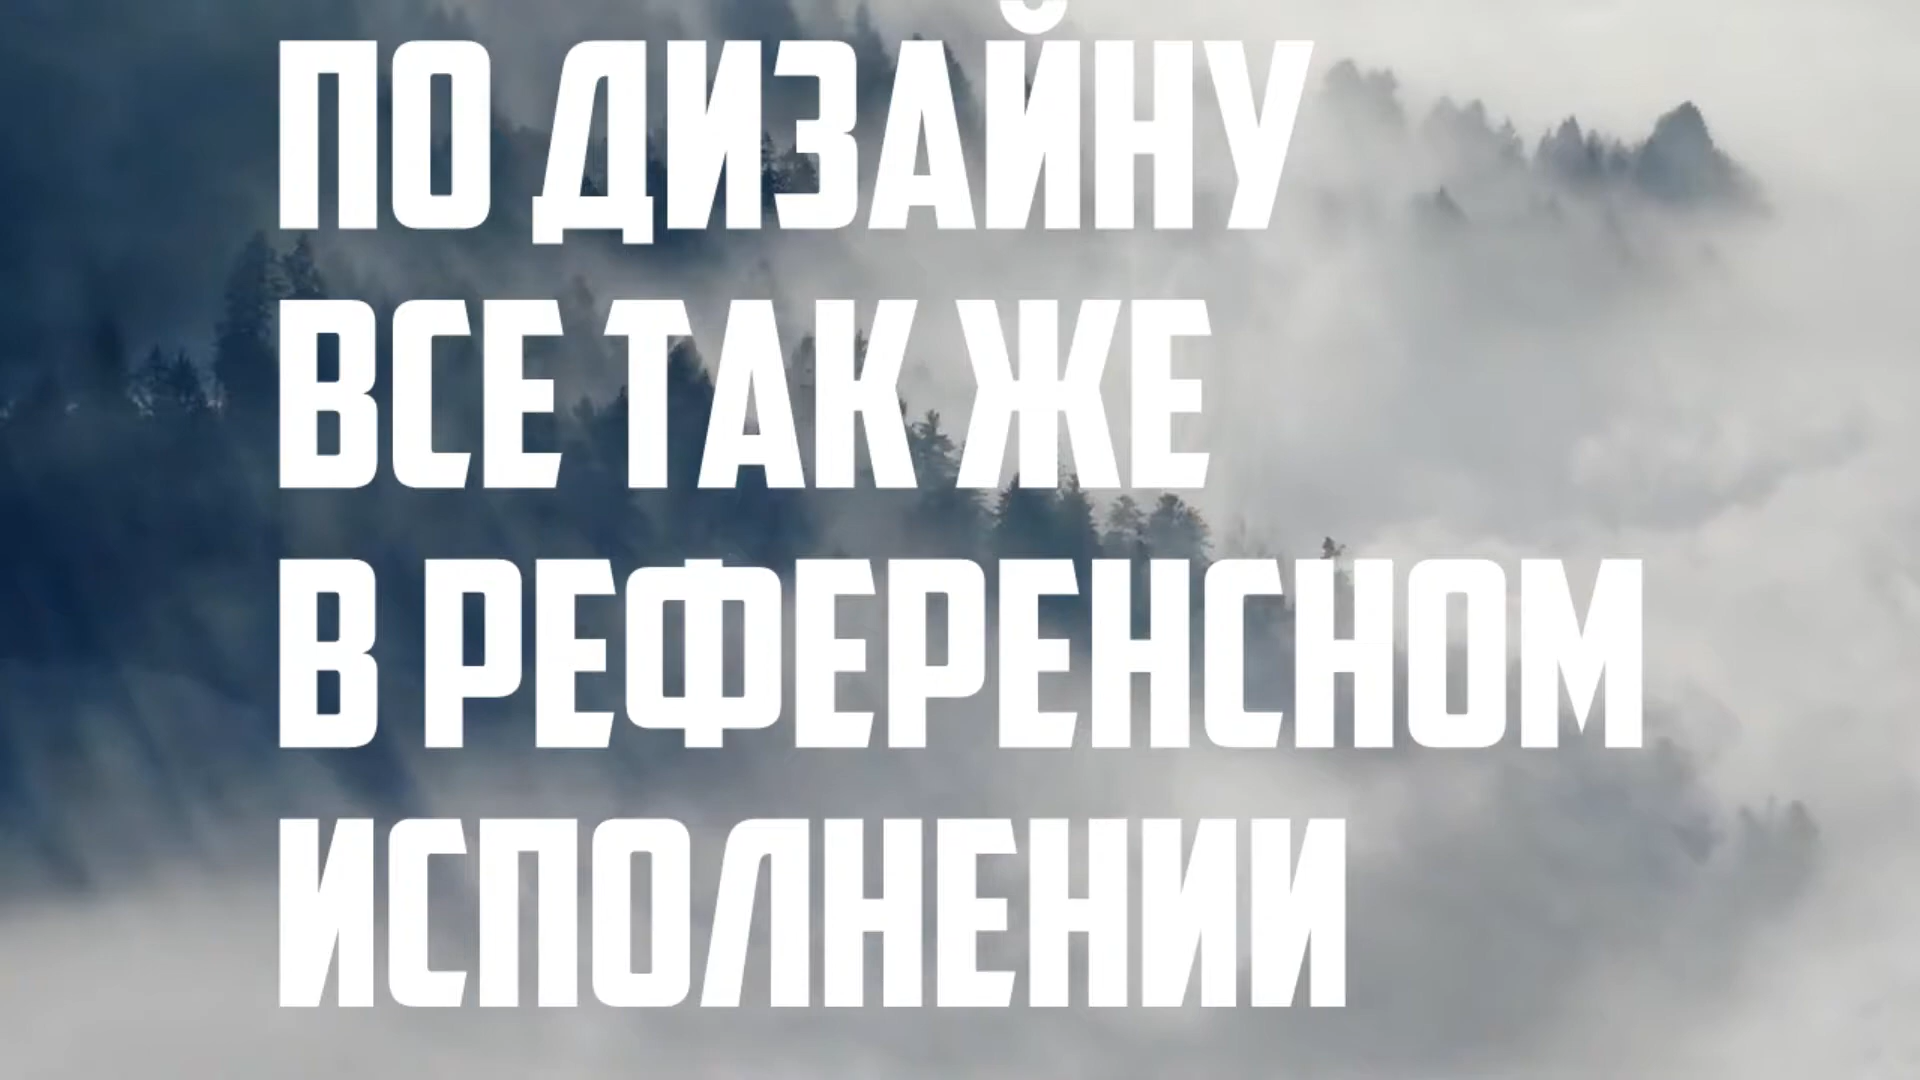 ПО ДИЗАЙНУ
ВСЕ ТАК ЖЕ
В РЕФЕРЕНСНОМ
ИСПОЛНЕНИИ